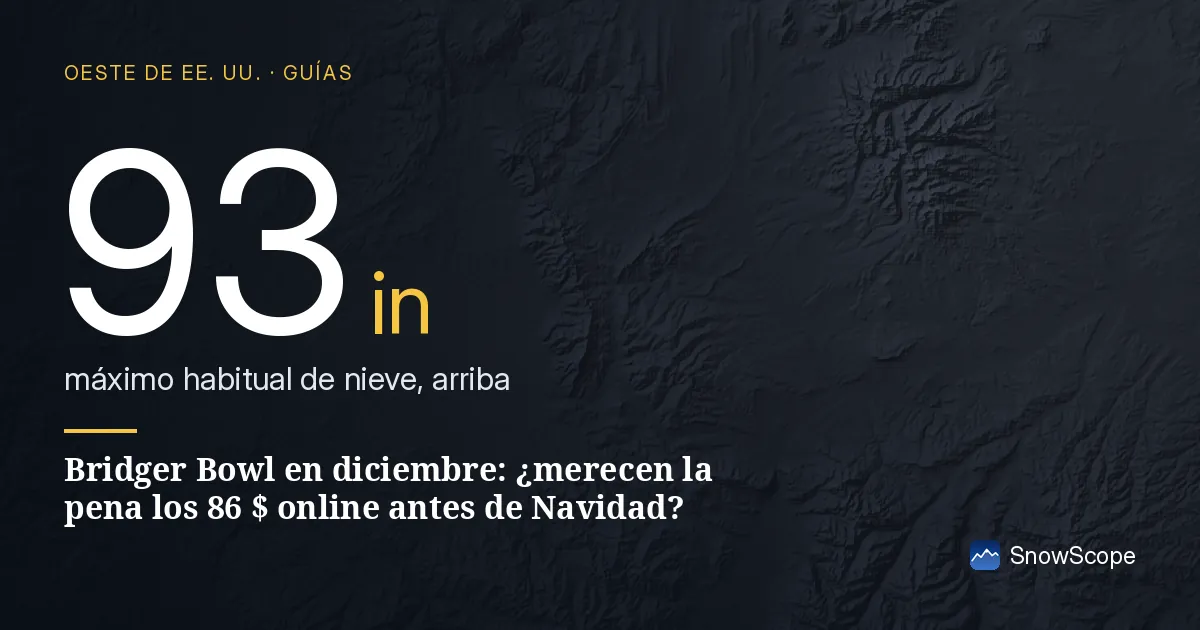 OESTE DE EE. UU. · GUÍAS
93 in
máximo habitual de nieve, arriba
Bridger Bowl en diciembre: ¿merecen la
pena los 86 $ online antes de Navidad?
SnowScope